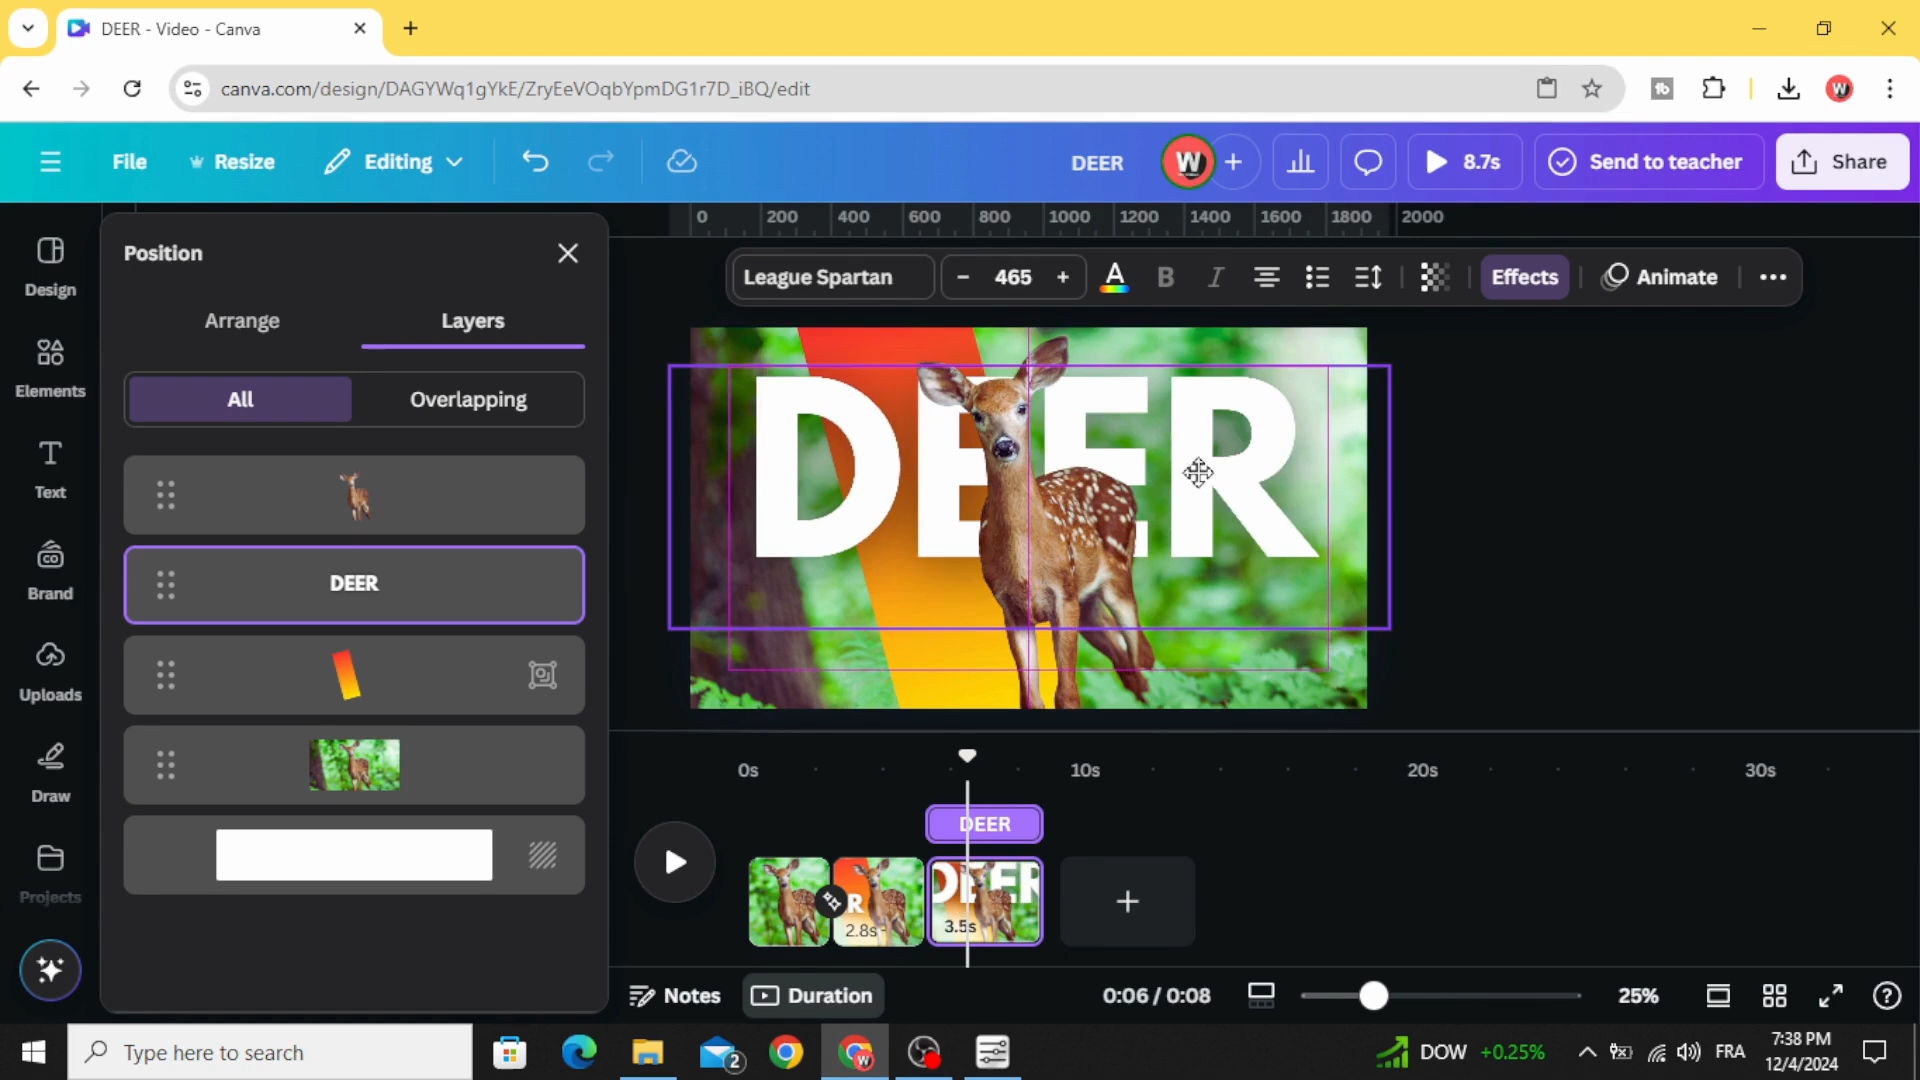 DEER - Video - Canva
canva.com/design/DAGYWq1gYkE/ZryEeVOqbYpmDG1r7D_iBQ/edit
File
Resize
Editing
DEER
W
8.7s
Send to teacher
Share
0 200 400 600 800 1000 1200 1400 1600 1800 2000
Design
Elements
Text
Brand
Uploads
Draw
Projects
Position
Arrange
Layers
All
Overlapping
DEER
League Spartan
– 465 +
A
B
I
Effects
Animate
DEER
0s 10s 20s 30s
DEER
R
2.8s
DEER
3.5s
Notes
Duration
0:06 / 0:08
25%
Type here to search
2
DOW +0.25%
FRA
7:38 PM
12/4/2024